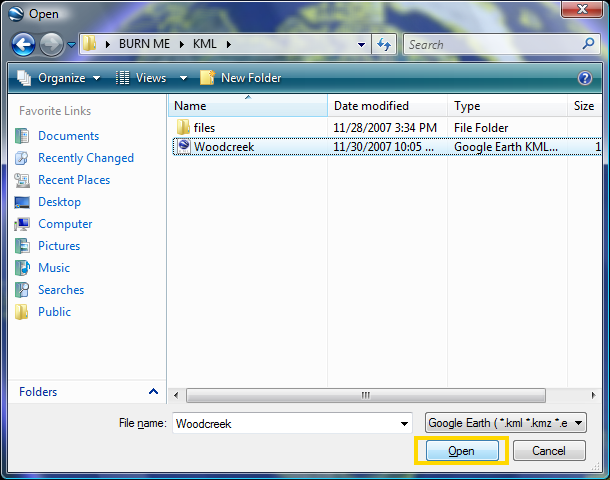 Open
BURN ME KML
Search
Organize Views New Folder
Favorite Links
Documents
Recently Changed
Recent Places
Desktop
Computer
Pictures
Music
Searches
Public
Folders
Name Date modified Type Size
files 11/28/2007 3:34 PM File Folder
Woodcreek 11/30/2007 10:05 ... Google Earth KML... 1
File name: Woodcreek Google Earth ( *.kml *.kmz *.e
Open Cancel